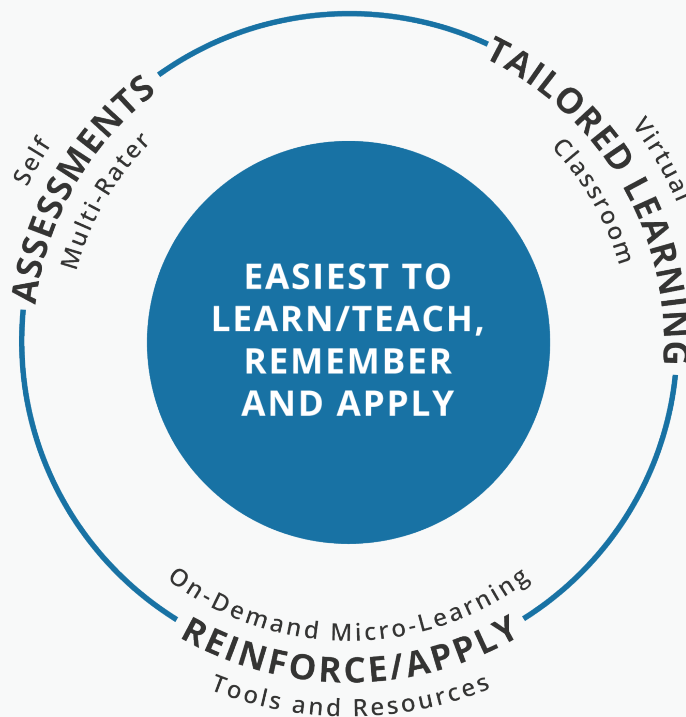 Self
ASSESSMENTS
Multi-Rater
Virtual
TAILORED LEARNING
Classroom
EASIEST TO
LEARN/TEACH,
REMEMBER
AND APPLY
On-Demand Micro-Learning
REINFORCE/APPLY
Tools and Resources